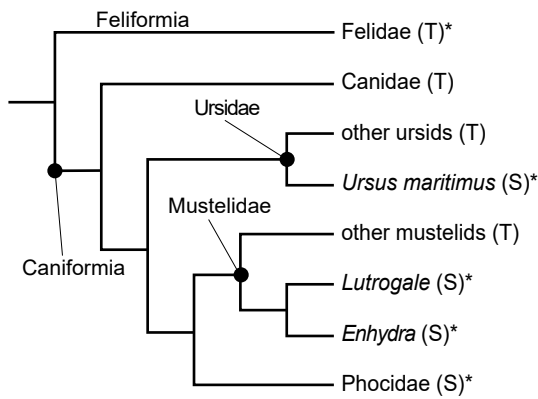 Feliformia
Felidae (T)*
Canidae (T)
Ursidae
other ursids (T)
Ursus maritimus (S)*
Mustelidae
other mustelids (T)
Caniformia
Lutrogale (S)*
Enhydra (S)*
Phocidae (S)*